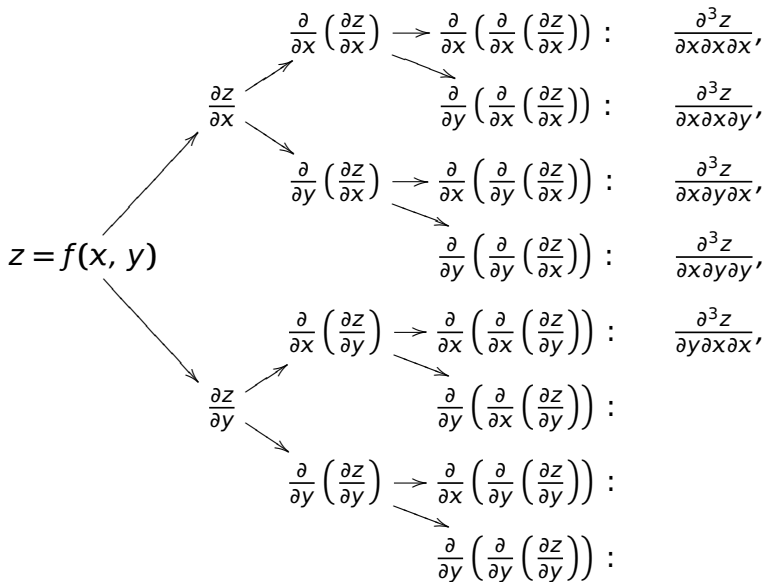 ∂/∂x (∂z/∂x) → ∂/∂x (∂/∂x (∂z/∂x)) : ∂³z/∂x∂x∂x,
∂z/∂x ∂/∂y (∂/∂x (∂z/∂x)) : ∂³z/∂x∂x∂y,
∂/∂y (∂z/∂x) → ∂/∂x (∂/∂y (∂z/∂x)) : ∂³z/∂x∂y∂x,
z = f(x, y) ∂/∂y (∂/∂y (∂z/∂x)) : ∂³z/∂x∂y∂y,
∂/∂x (∂z/∂y) → ∂/∂x (∂/∂x (∂z/∂y)) : ∂³z/∂y∂x∂x,
∂z/∂y ∂/∂y (∂/∂x (∂z/∂y)) :
∂/∂y (∂z/∂y) → ∂/∂x (∂/∂y (∂z/∂y)) :
∂/∂y (∂/∂y (∂z/∂y)) :